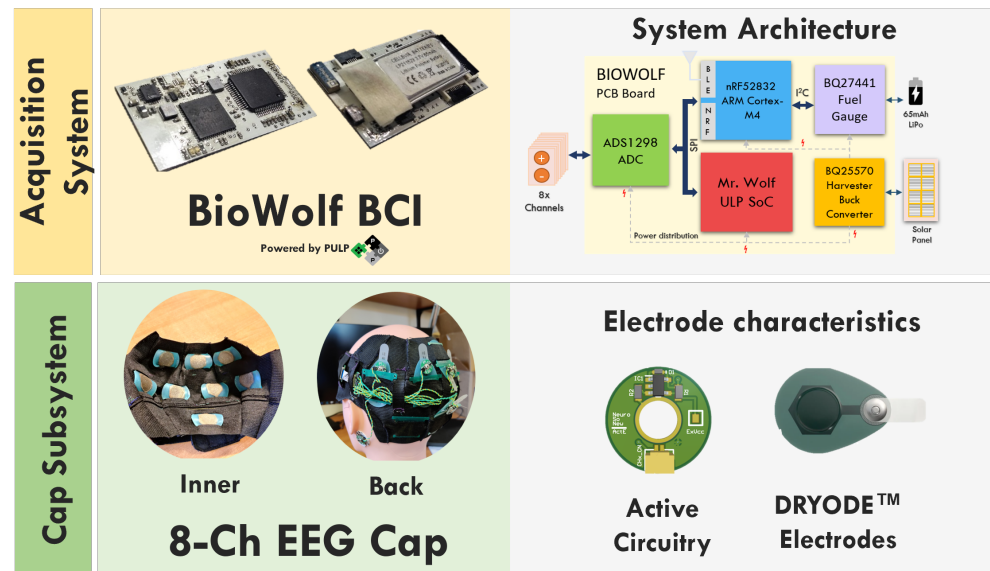 Acquisition
System
BioWolf BCI
Powered by PULP
System Architecture
BIOWOLF
PCB Board
BLE
NRF
nRF52832
ARM Cortex-
M4
I²C
BQ27441
Fuel
Gauge
65mAh
LiPo
ADS1298
ADC
SPI
8x
Channels
Mr. Wolf
ULP SoC
BQ25570
Harvester
Buck
Converter
Solar
Panel
Power distribution
Cap Subsystem
Inner
Back
8-Ch EEG Cap
Electrode characteristics
Active
Circuitry
DRYODE™
Electrodes